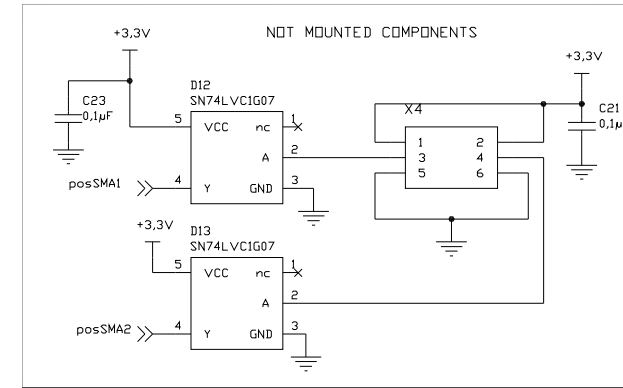 NOT MOUNTED COMPONENTS
+3,3V
+3,3V
D12
SN74LVC1G07
C23
0,1µF
X4
C21
0,1µ
5 VCC nc 1
A 2
posSMA1 4 Y GND 3
1 2
3 4
5 6
+3,3V
D13
SN74LVC1G07
5 VCC nc 1
A 2
posSMA2 4 Y GND 3